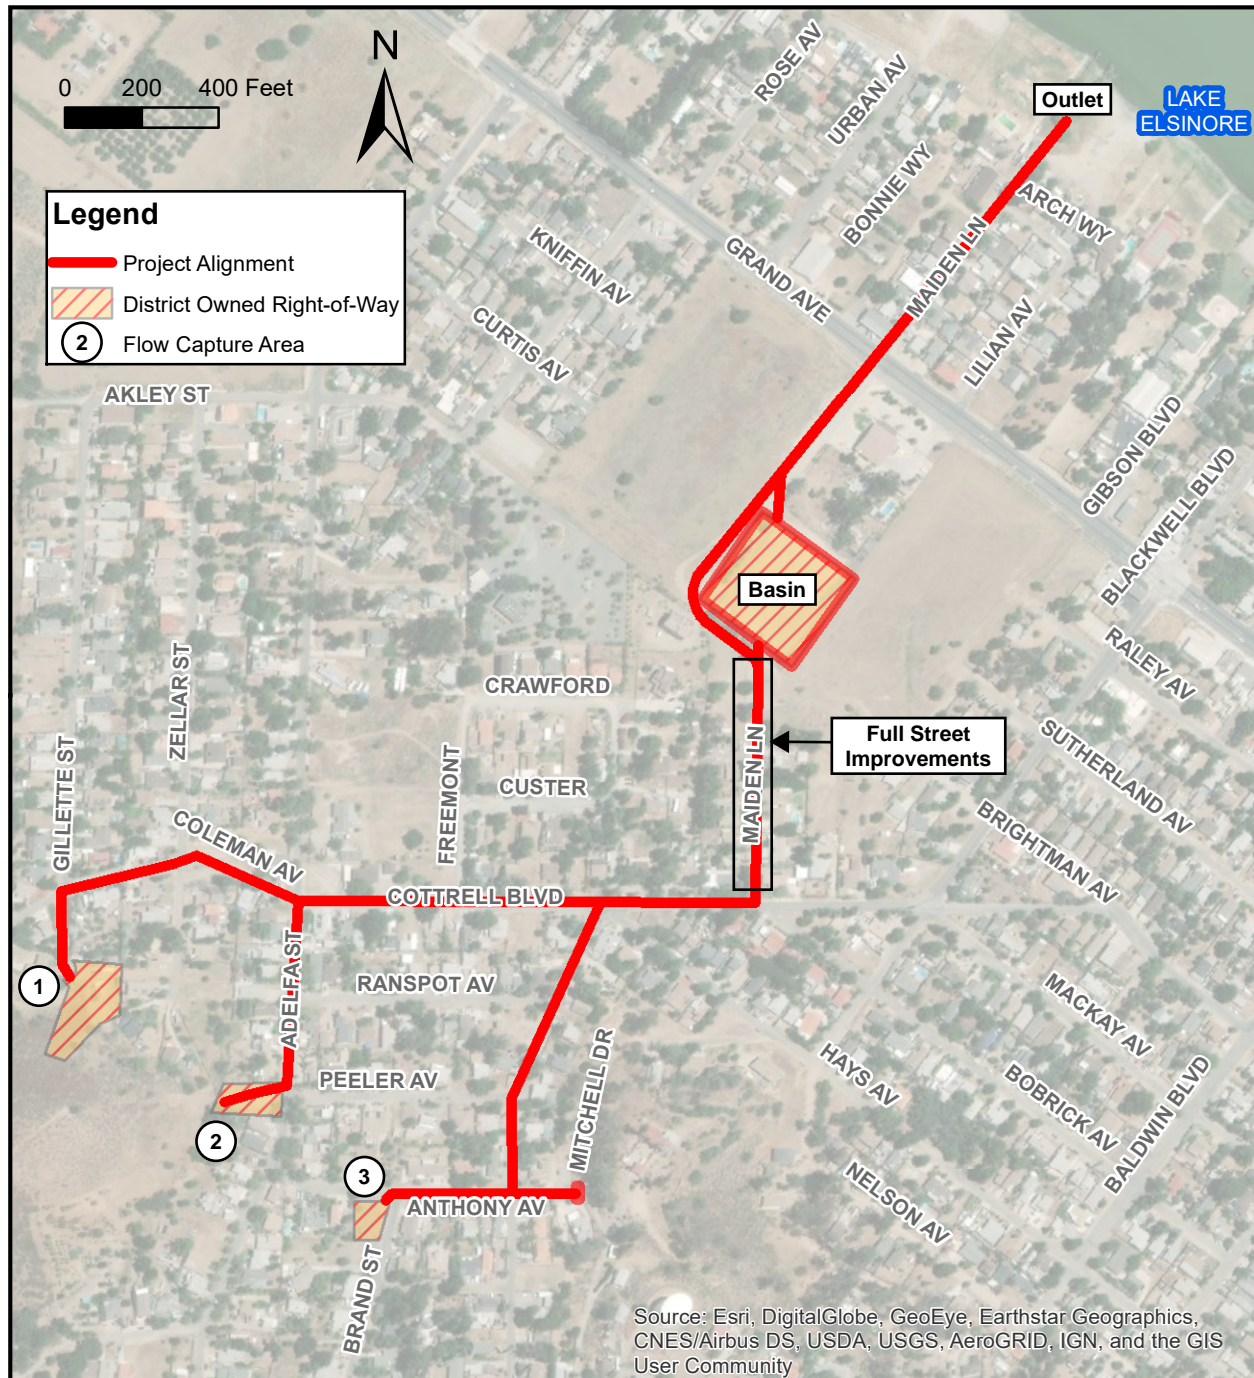 N
0 200 400 Feet
Legend
Project Alignment
District Owned Right-of-Way
2 Flow Capture Area
ROSE AV
URBAN AV
BONNIE WY
Outlet
LAKE
ELSINORE
ARCH WY
KNIFFIN AV
GRAND AVE
MAIDEN LN
CURTIS AV
LILIAN AV
AKLEY ST
GIBSON BLVD
BLACKWELL BLVD
Basin
RALEY AV
ZELLAR ST
CRAWFORD
SUTHERLAND AV
Full Street
Improvements
MAIDEN LN
GILLETTE ST
FREEMONT
CUSTER
COLEMAN AV
BRIGHTMAN AV
COTTRELL BLVD
1
ADELFA ST
RANSPOT AV
MACKAY AV
PEELER AV
MITCHELL DR
HAYS AV
BOBRICK AV
BALDWIN BLVD
2
3
ANTHONY AV
NELSON AV
BRAND ST
Source: Esri, DigitalGlobe, GeoEye, Earthstar Geographics,
CNES/Airbus DS, USDA, USGS, AeroGRID, IGN, and the GIS
User Community